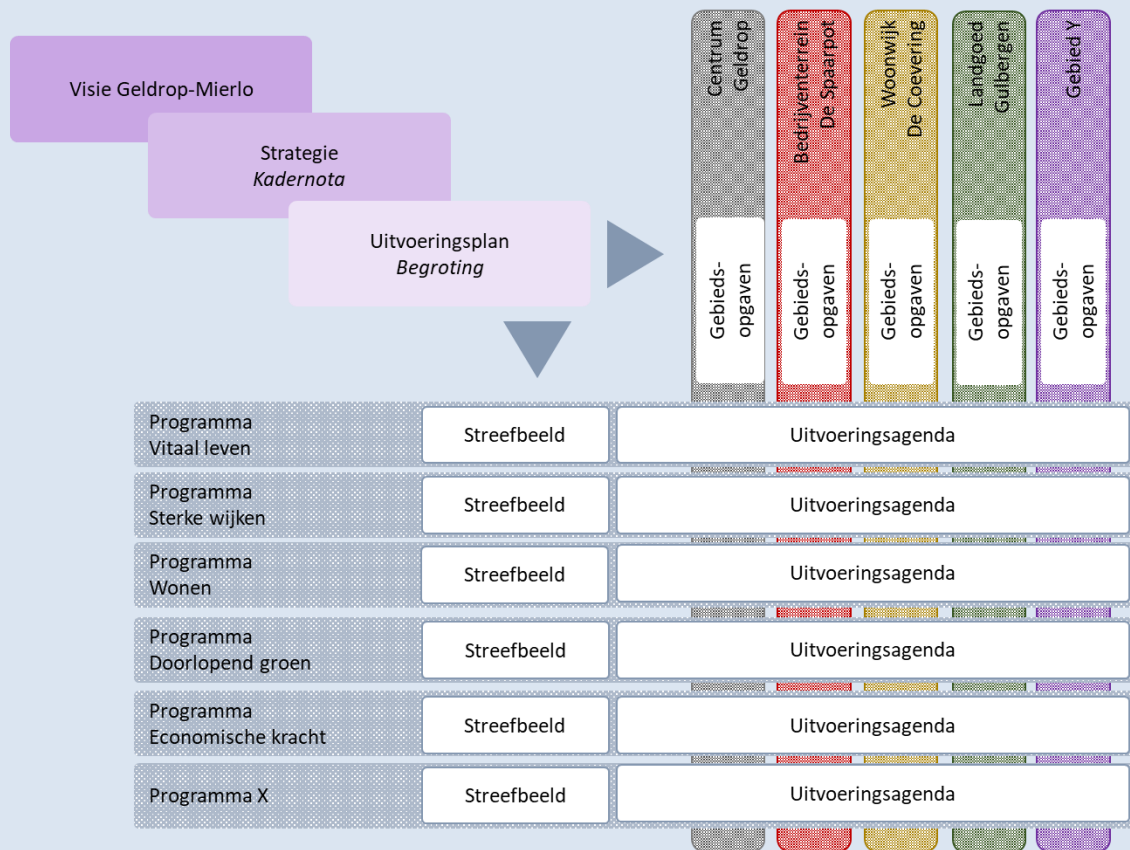 Visie Geldrop-Mierlo
Strategie
Kadernota
Uitvoeringsplan
Begroting
Centrum
Geldrop
Bedrijventerrein
De Spaarpot
Woonwijk
De Coevering
Landgoed
Gulbergen
Gebied Y
Gebieds-
opgaven
Gebieds-
opgaven
Gebieds-
opgaven
Gebieds-
opgaven
Gebieds-
opgaven
Programma
Vitaal leven
Streefbeeld
Uitvoeringsagenda
Programma
Sterke wijken
Streefbeeld
Uitvoeringsagenda
Programma
Wonen
Streefbeeld
Uitvoeringsagenda
Programma
Doorlopend groen
Streefbeeld
Uitvoeringsagenda
Programma
Economische kracht
Streefbeeld
Uitvoeringsagenda
Programma X
Streefbeeld
Uitvoeringsagenda